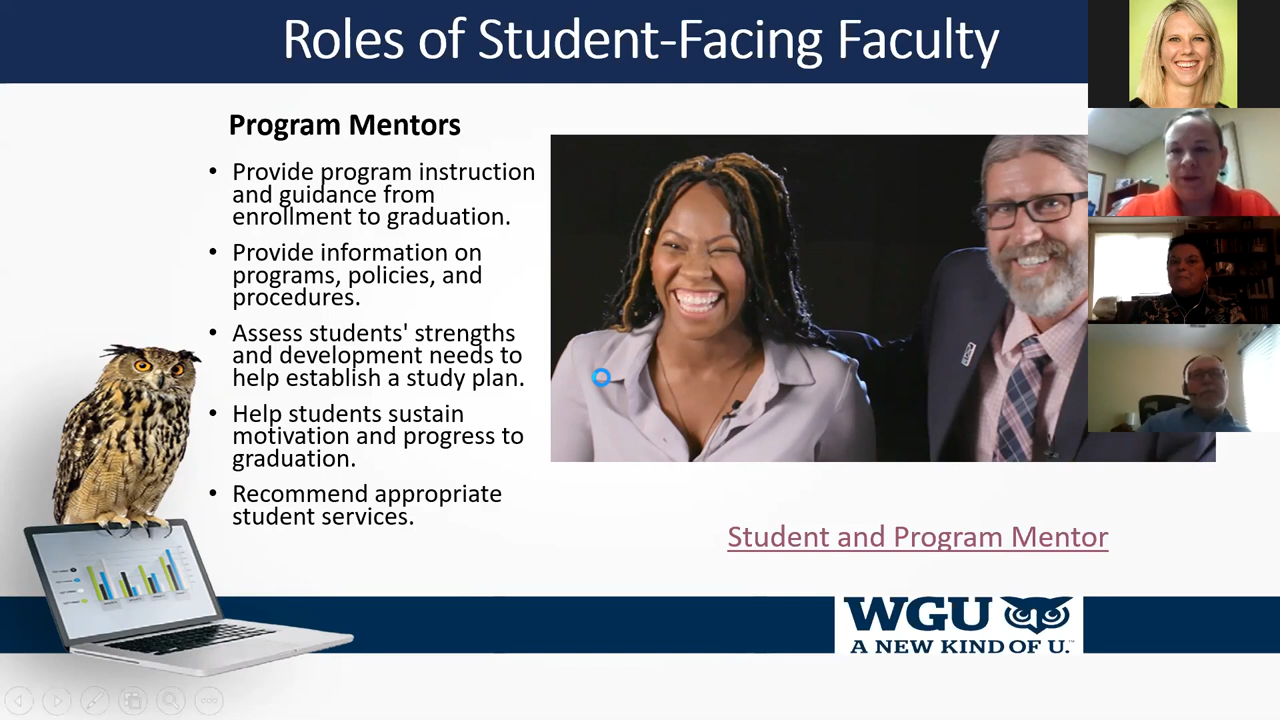 Roles of Student-Facing Faculty
Program Mentors
• Provide program instruction
and guidance from
enrollment to graduation.
• Provide information on
programs, policies, and
procedures.
• Assess students' strengths
and development needs to
help establish a study plan.
• Help students sustain
motivation and progress to
graduation.
• Recommend appropriate
student services.
Student and Program Mentor
WGU
A NEW KIND OF U.™